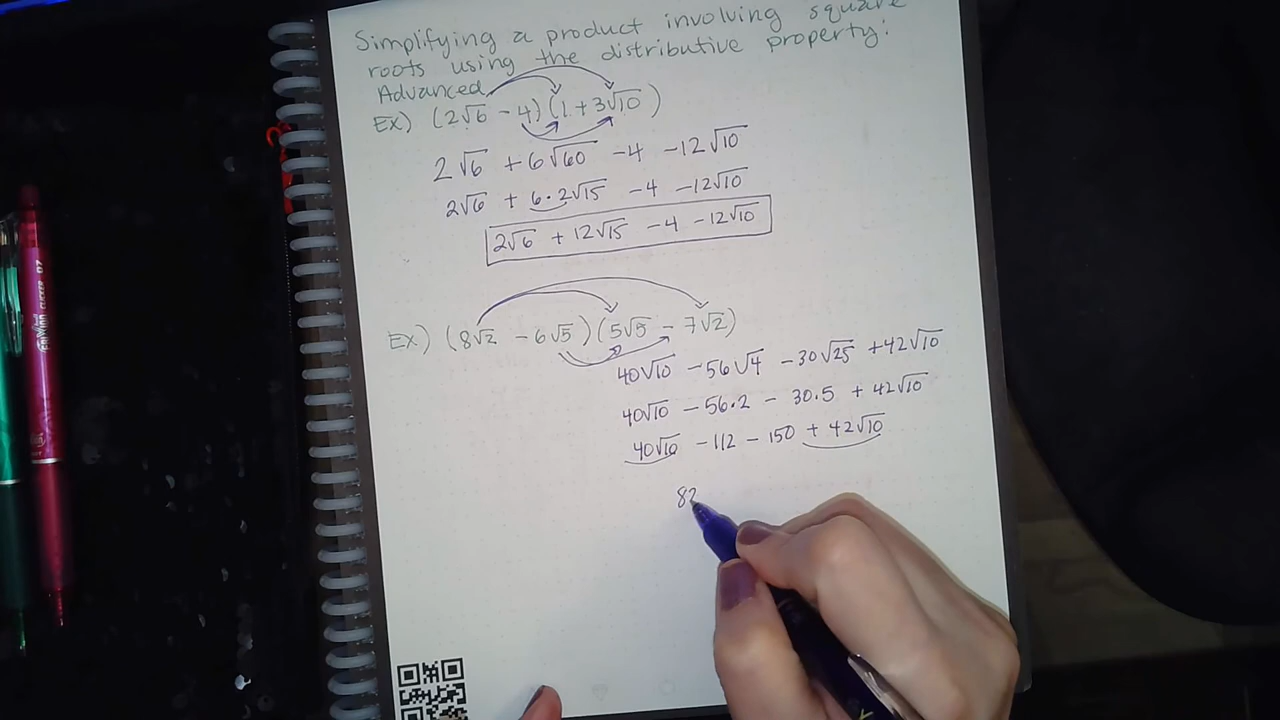 Simplifying a product involving square
roots using the distributive property:
Advanced
EX) (2√6 - 4)(1 + 3√10)
2√6 + 6√60 -4 -12√10
2√6 + 6·2√15 -4 -12√10
2√6 +12√15 -4 -12√10
EX) (8√2 - 6√5)(5√5 - 7√2)
40√10 -56√4 -30√25 +42√10
40√10 -56·2 - 30·5 + 42√10
40√10 -112 - 150 + 42√10
82